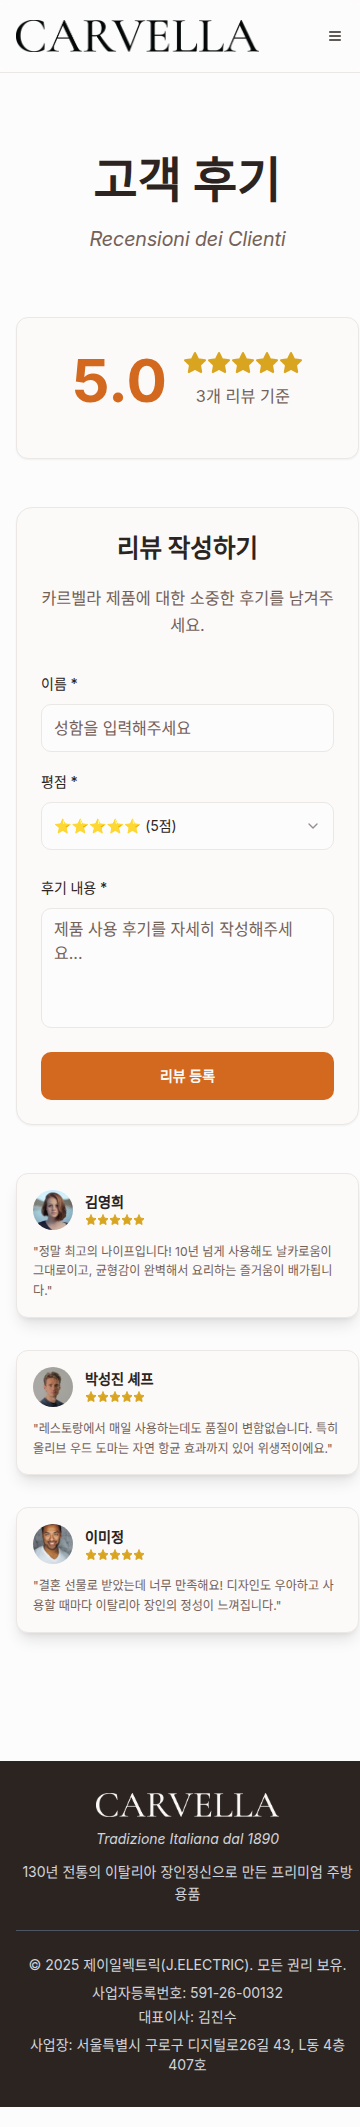 CARVELLA
고객 후기
Recensioni dei Clienti
5.0
3개 리뷰 기준
리뷰 작성하기
카르벨라 제품에 대한 소중한 후기를 남겨주
세요.
이름 *
성함을 입력해주세요
평점 *
⭐⭐⭐⭐⭐ (5점)
후기 내용 *
제품 사용 후기를 자세히 작성해주세
요...
리뷰 등록
김영희
"정말 최고의 나이프입니다! 10년 넘게 사용해도 날카로움이
그대로이고, 균형감이 완벽해서 요리하는 즐거움이 배가됩니
다."
박성진 셰프
"레스토랑에서 매일 사용하는데도 품질이 변함없습니다. 특히
올리브 우드 도마는 자연 항균 효과까지 있어 위생적이에요."
이미정
"결혼 선물로 받았는데 너무 만족해요! 디자인도 우아하고 사
용할 때마다 이탈리아 장인의 정성이 느껴집니다."
CARVELLA
Tradizione Italiana dal 1890
130년 전통의 이탈리아 장인정신으로 만든 프리미엄 주방
용품
© 2025 제이일렉트릭(J.ELECTRIC). 모든 권리 보유.
사업자등록번호: 591-26-00132
대표이사: 김진수
사업장: 서울특별시 구로구 디지털로26길 43, L동 4층
407호